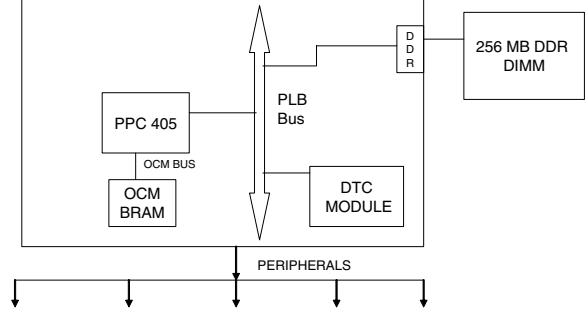 D
D
R
256 MB DDR
DIMM
PLB
Bus
PPC 405
OCM BUS
OCM
BRAM
DTC
MODULE
PERIPHERALS